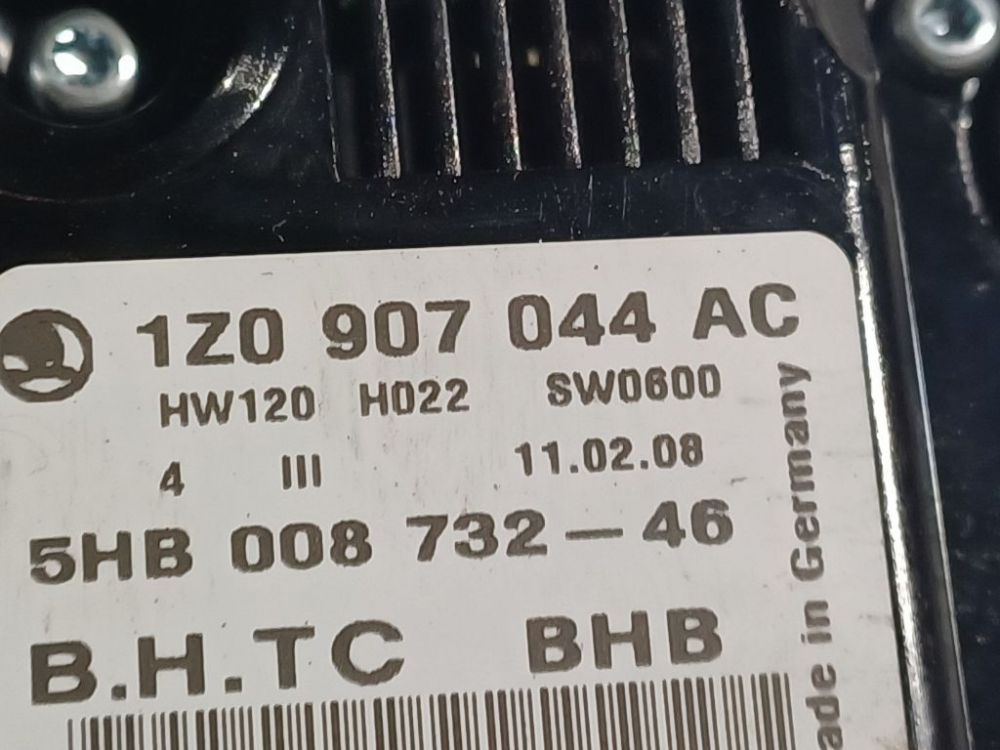 1Z0 907 044 AC
HW120 H022 SW0600
4 III 11.02.08
5HB 008 732-46
B.H.TC BHB
ade in Germany